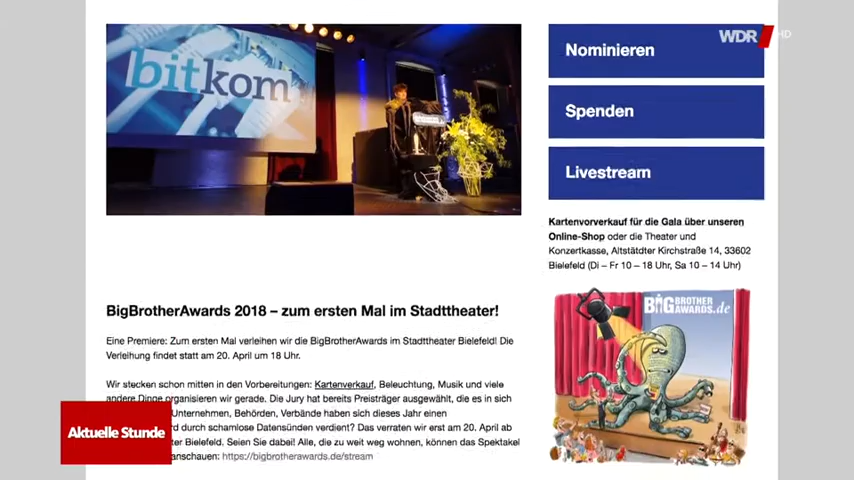 bitkom
BigBrotherAwards 2018 – zum ersten Mal im Stadttheater!
Eine Premiere: Zum ersten Mal verleihen wir die BigBrotherAwards im Stadttheater Bielefeld! Die
Verleihung findet statt am 20. April um 18 Uhr.
Wir stecken schon mitten in den Vorbereitungen: Kartenverkauf, Beleuchtung, Musik und viele
andere Dinge organisieren wir gerade. Die Jury hat bereits Preisträger ausgewählt, die es in sich
Unternehmen, Behörden, Verbände haben sich dieses Jahr einen
durch schamlose Datensünden verdient? Das verraten wir erst am 20. April ab
Bielefeld. Seien Sie dabei! Alle, die zu weit weg wohnen, können das Spektakel
anschauen: https://bigbrotherawards.de/stream
Aktuelle Stunde
WDR HD
Nominieren
Spenden
Livestream
Kartenvorverkauf für die Gala über unseren
Online-Shop oder die Theater und
Konzertkasse, Altstädter Kirchstraße 14, 33602
Bielefeld (Di – Fr 10 – 18 Uhr, Sa 10 – 14 Uhr)
BIG BROTHER
AWARDS.de